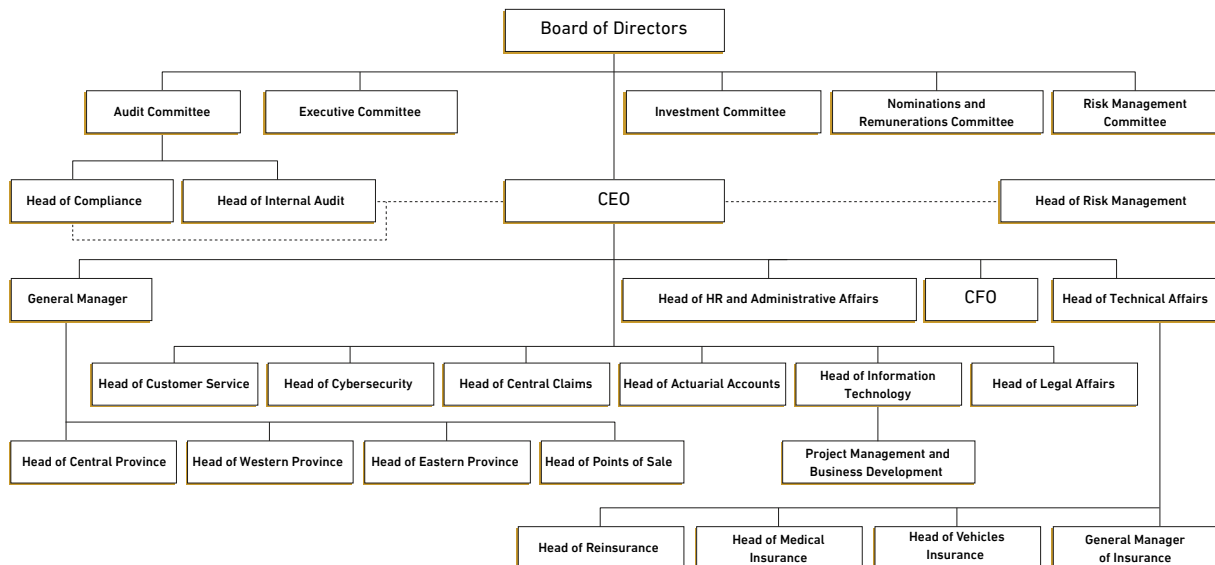 Board of Directors
Audit Committee
Executive Committee
Investment Committee
Nominations and
Remunerations Committee
Risk Management
Committee
Head of Compliance
Head of Internal Audit
CEO
Head of Risk Management
General Manager
Head of HR and Administrative Affairs
CFO
Head of Technical Affairs
Head of Customer Service
Head of Cybersecurity
Head of Central Claims
Head of Actuarial Accounts
Head of Information
Technology
Head of Legal Affairs
Head of Central Province
Head of Western Province
Head of Eastern Province
Head of Points of Sale
Project Management and
Business Development
Head of Reinsurance
Head of Medical
Insurance
Head of Vehicles
Insurance
General Manager
of Insurance